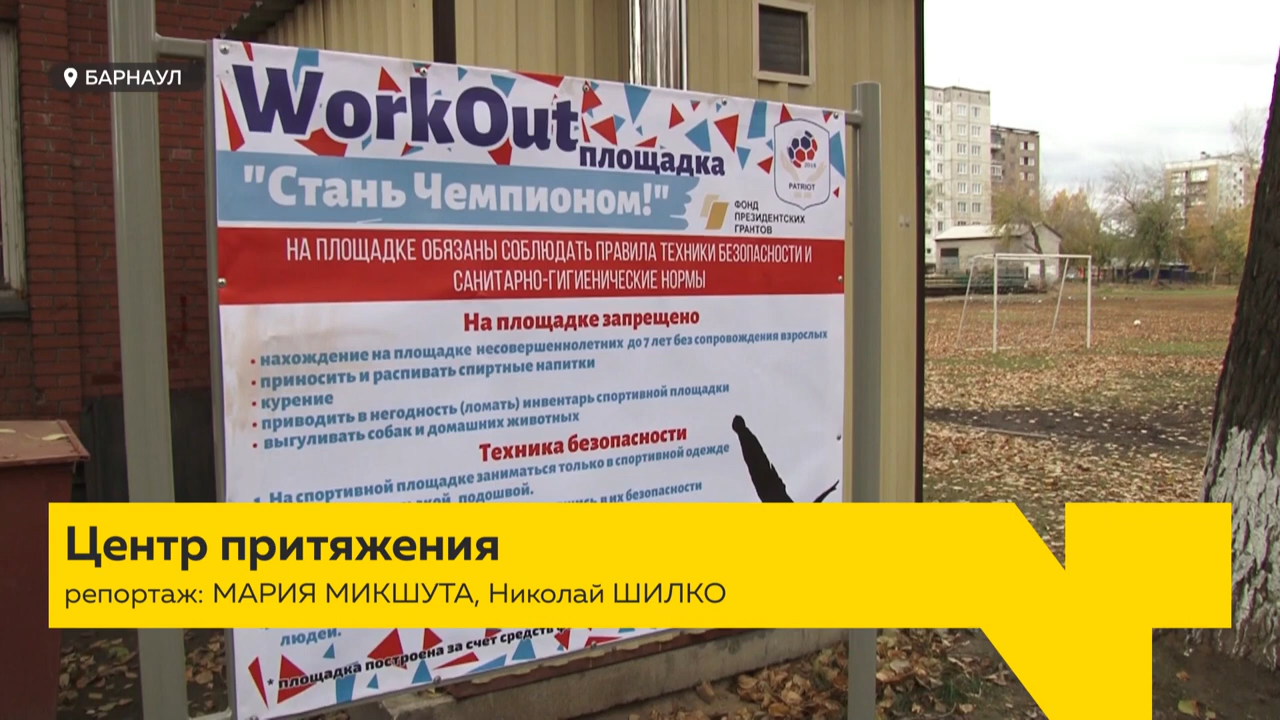 БАРНАУЛ
WorkOut
площадка
"Стань Чемпионом!"
PATRIOT
ФОНД
ПРЕЗИДЕНТСКИХ
ГРАНТОВ
НА ПЛОЩАДКЕ ОБЯЗАНЫ СОБЛЮДАТЬ ПРАВИЛА ТЕХНИКИ БЕЗОПАСНОСТИ И
САНИТАРНО-ГИГИЕНИЧЕСКИЕ НОРМЫ
На площадке запрещено
• нахождение на площадке несовершеннолетних до 7 лет без сопровождения взрослых
• приносить и распивать спиртные напитки
• курение
• приводить в негодность (ломать) инвентарь спортивной площадки
• выгуливать собак и домашних животных
Техника безопасности
1. На спортивной площадке заниматься только в спортивной одежде
подошвой.
в их безопасности
Центр притяжения
репортаж: МАРИЯ МИКШУТА, Николай ШИЛКО
людей.
* площадка построена за счет средств